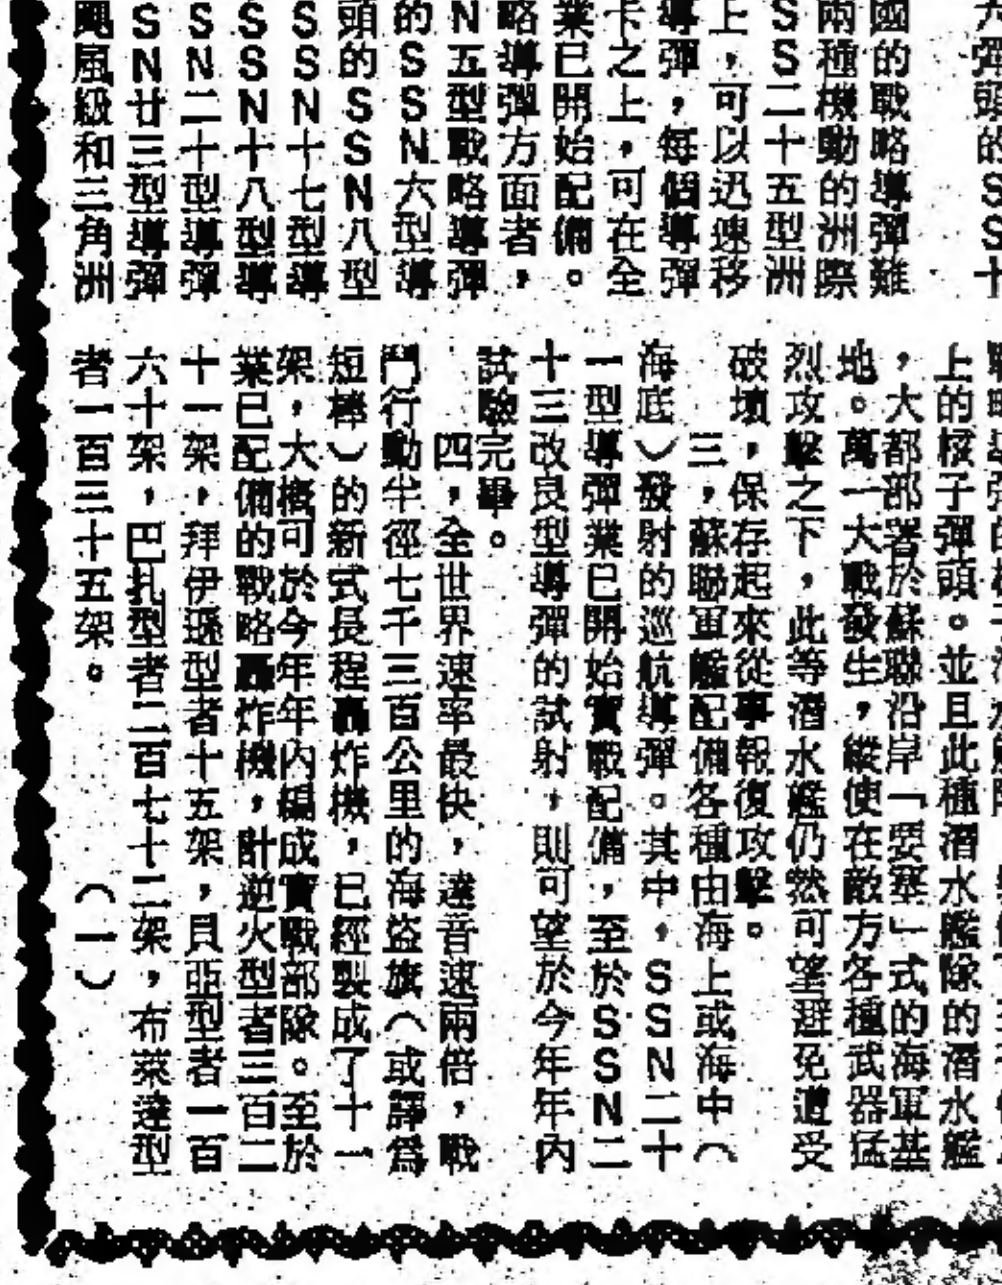 彈頭的SS十
國的戰略導彈難
兩種機動的洲際
SS二十五型洲
上,可以迅速移
導彈,每個導彈
卡之上,可在全
業已開始配備。
略導彈方面者,
N五型戰略導彈
的SSN六型導
頭的SSN八型
SSN十七型導
SSN十八型導
SN二十型導彈
SN廿三型導彈
颶風級和三角洲
上的核子彈頭。並且此種潛水艦隊的潛水艦
,大都部署於蘇聯沿岸「要塞」式的海軍基
地。萬一大戰發生,縱使在敵方各種武器猛
烈攻擊之下,此等潛水艦仍然可望避免遭受
破壞,保存起來從事報復攻擊。
三,蘇聯軍艦配備各種由海上或海中(
海底)發射的巡航導彈。其中,SSN二十
一型導彈業已開始實戰配備,至於SSN二
十三改良型導彈的試射,則可望於今年年內
試驗完畢。
四,全世界速率最快,達音速兩倍,戰
鬥行動半徑七千三百公里的海盜旗(或譯為
短棒)的新式長程轟炸機,已經製成了十一
架,大概可於今年年內編成實戰部隊。至於
業已配備的戰略轟炸機,計逆火型者三百二
十一架,拜伊遜型者十五架,貝亞型者一百
六十架,巴扎型者二百七十二架,布萊達型
者一百三十五架。(一)